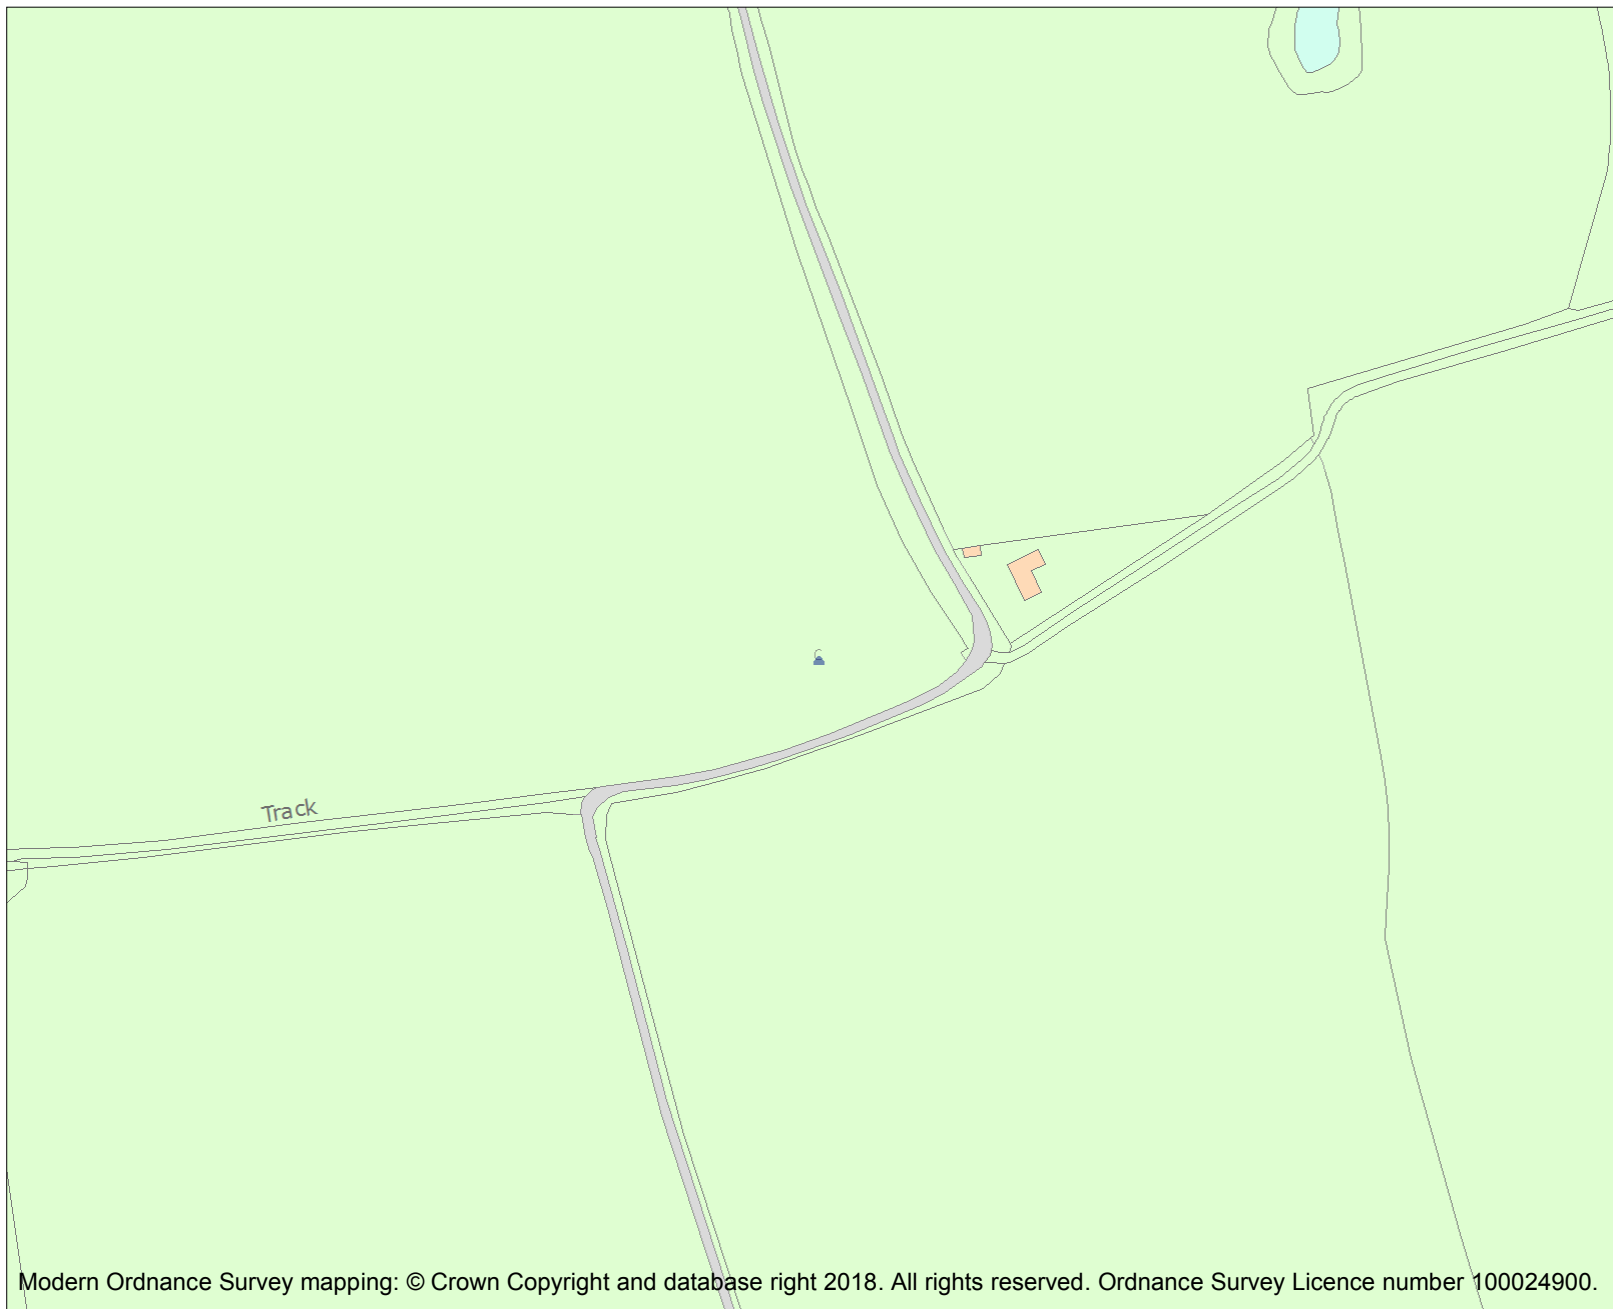 Track
Modern Ordnance Survey mapping: © Crown Copyright and database right 2018. All rights reserved. Ordnance Survey Licence number 100024900.